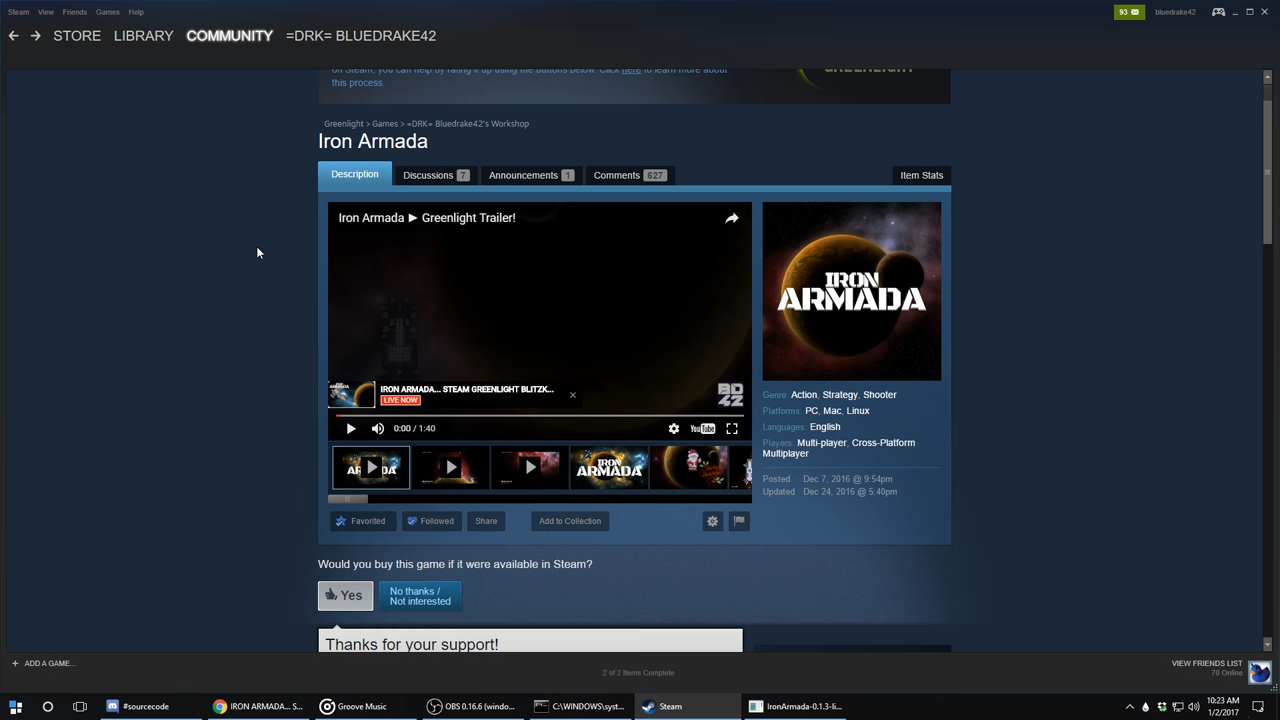 Steam View Friends Games Help
93
bluedrake42
STORE LIBRARY COMMUNITY =DRK= BLUEDRAKE42
on Steam, you can help by rating it up using the buttons below. Click here to learn more about
this process.
GREENLIGHT
Greenlight > Games > =DRK= Bluedrake42's Workshop
Iron Armada
Description
Discussions 7
Announcements 1
Comments 627
Item Stats
Iron Armada ► Greenlight Trailer!
IRON ARMADA... STEAM GREENLIGHT BLITZK...
LIVE NOW
BD
42
0:00 / 1:40
YouTube
IRON
ARMADA
IRON
ARMADA
Genre: Action, Strategy, Shooter
Platforms: PC, Mac, Linux
Languages: English
Players: Multi-player, Cross-Platform
Multiplayer
Posted Dec 7, 2016 @ 9:54pm
Updated Dec 24, 2016 @ 5:40pm
Favorited
Followed
Share
Add to Collection
Would you buy this game if it were available in Steam?
Yes
No thanks /
Not interested
Thanks for your support!
+ ADD A GAME...
2 of 2 Items Complete
VIEW FRIENDS LIST
70 Online
#sourcecode
IRON ARMADA... S...
Groove Music
OBS 0.16.6 (windo...
C:\WINDOWS\syst...
Steam
IronArmada-0.1.3-li...
10:23 AM
1/2/2017